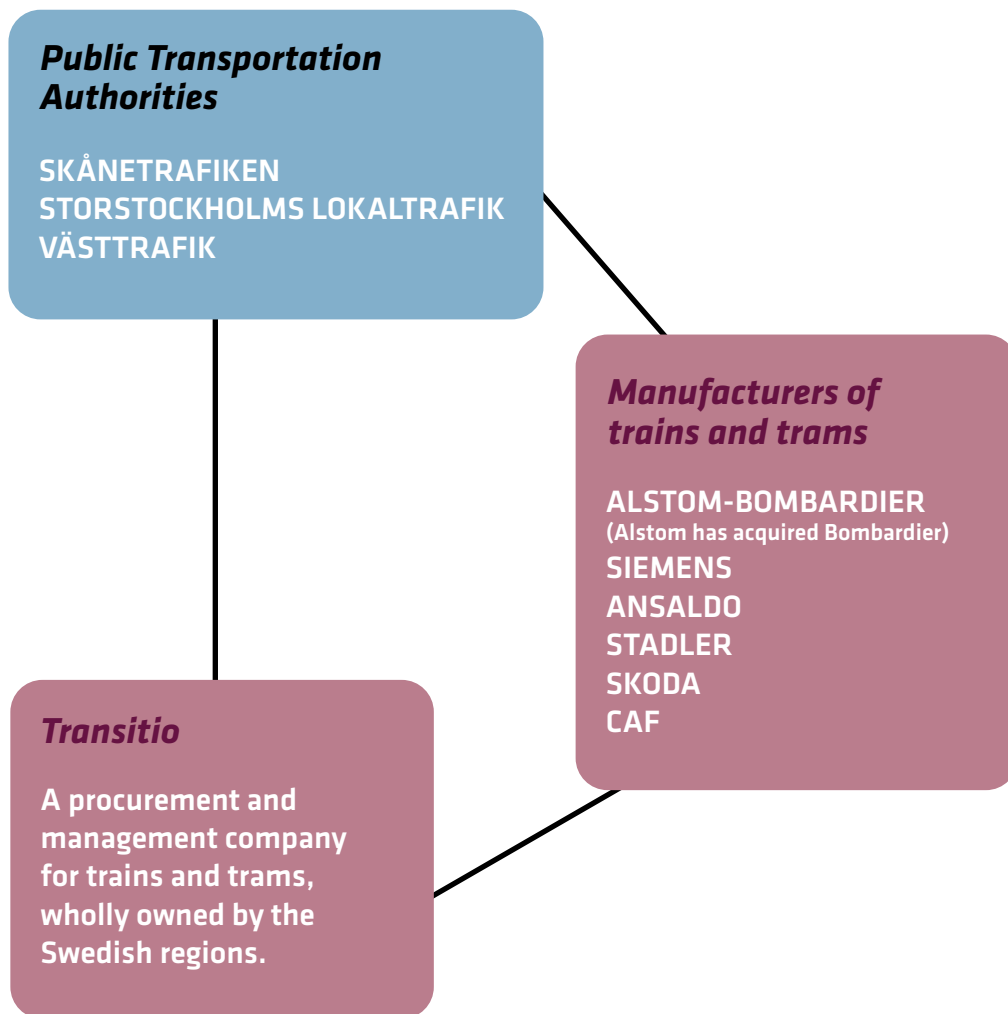 Public Transportation
Authorities
SKÅNETRAFIKEN
STORSTOCKHOLMS LOKALTRAFIK
VÄSTTRAFIK
Manufacturers of
trains and trams
ALSTOM-BOMBARDIER
(Alstom has acquired Bombardier)
SIEMENS
ANSALDO
STADLER
SKODA
CAF
Transitio
A procurement and
management company
for trains and trams,
wholly owned by the
Swedish regions.